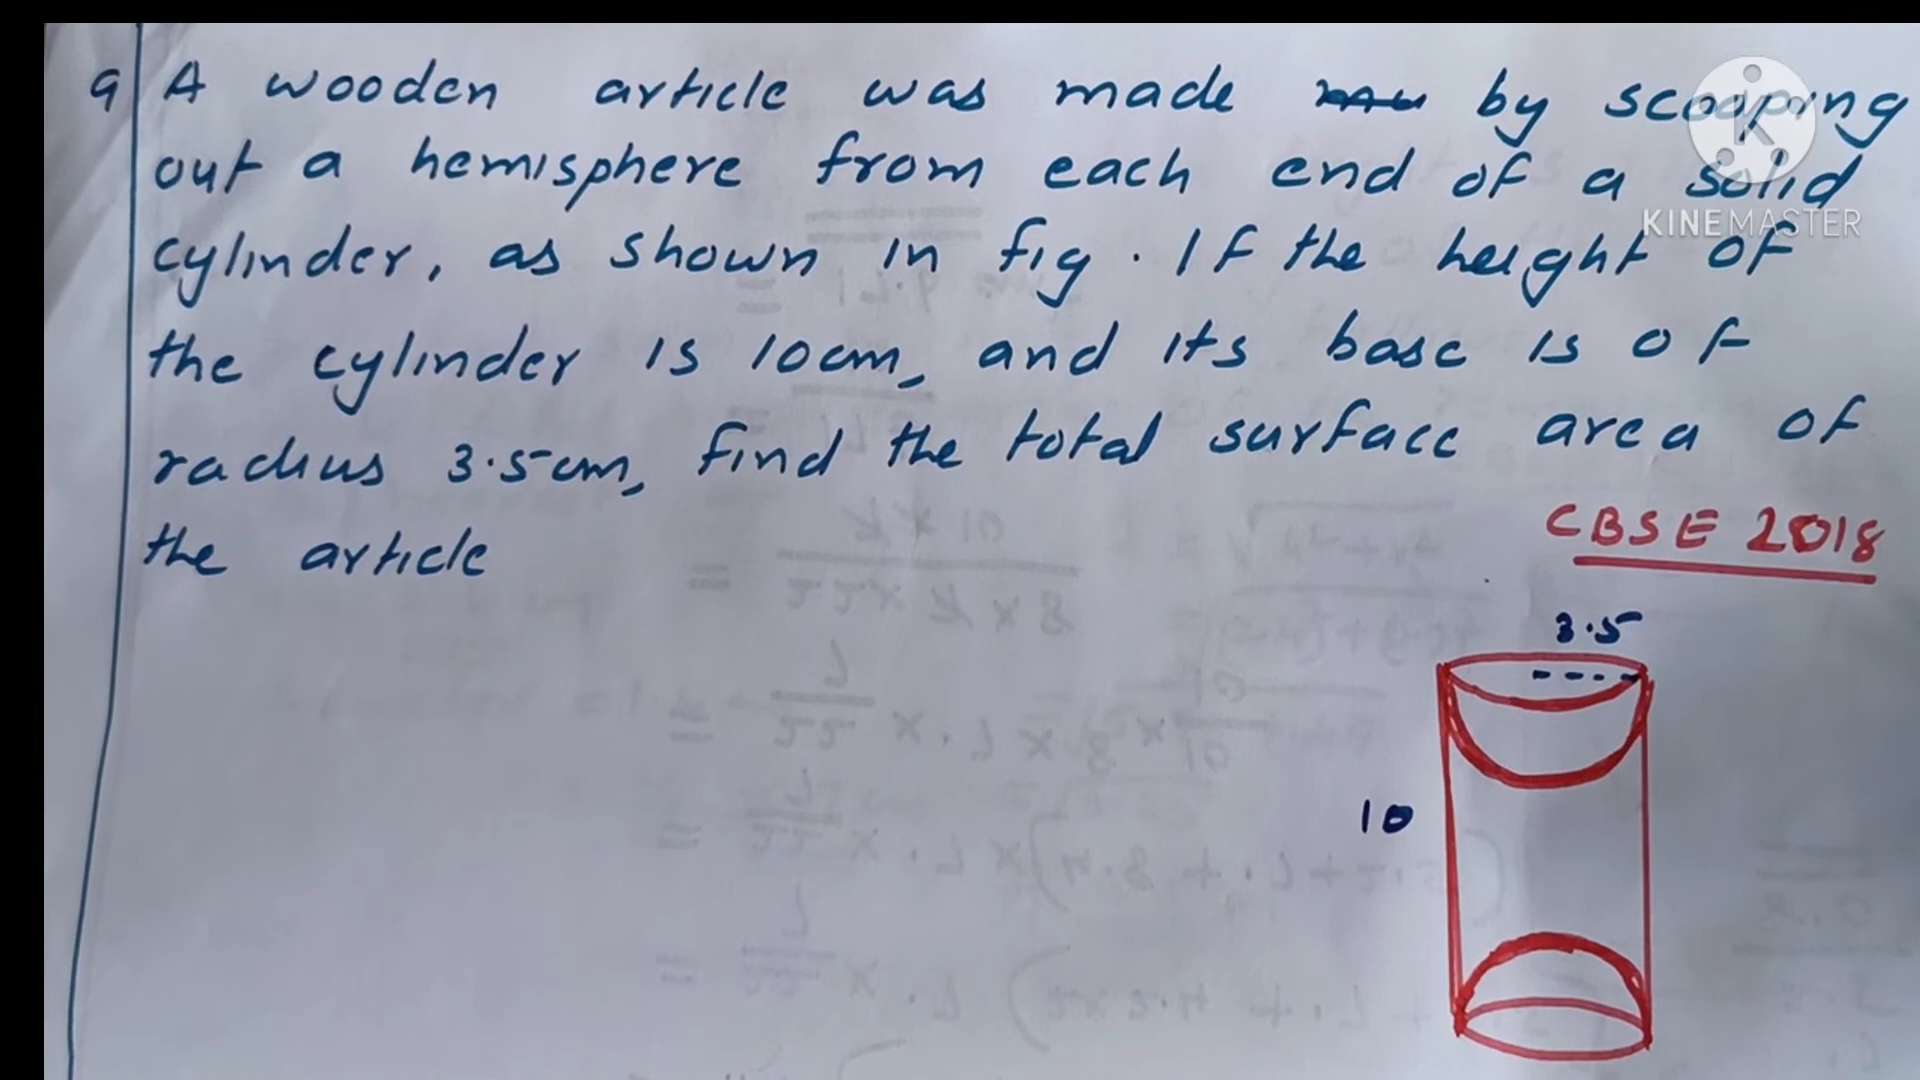 9 A wooden article was made by scooping
out a hemisphere from each end of a solid
cylinder, as shown in fig. If the height of
the cylinder is 10cm, and its base is of
radius 3.5cm, find the total surface area of
the article
CBSE 2018
3.5
10
K
KINEMASTER